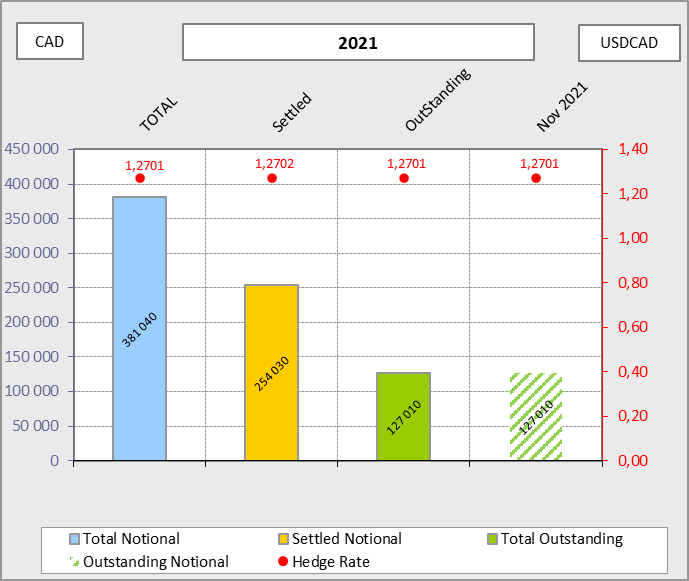 CAD
2021
USDCAD
TOTAL
Settled
OutStanding
Nov 2021
450 000
400 000
350 000
300 000
250 000
200 000
150 000
100 000
50 000
0
1,2701
1,2702
1,2701
1,2701
381 040
254 030
127 010
127 010
1,40
1,20
1,00
0,80
0,60
0,40
0,20
0,00
Total Notional
Settled Notional
Total Outstanding
Outstanding Notional
Hedge Rate